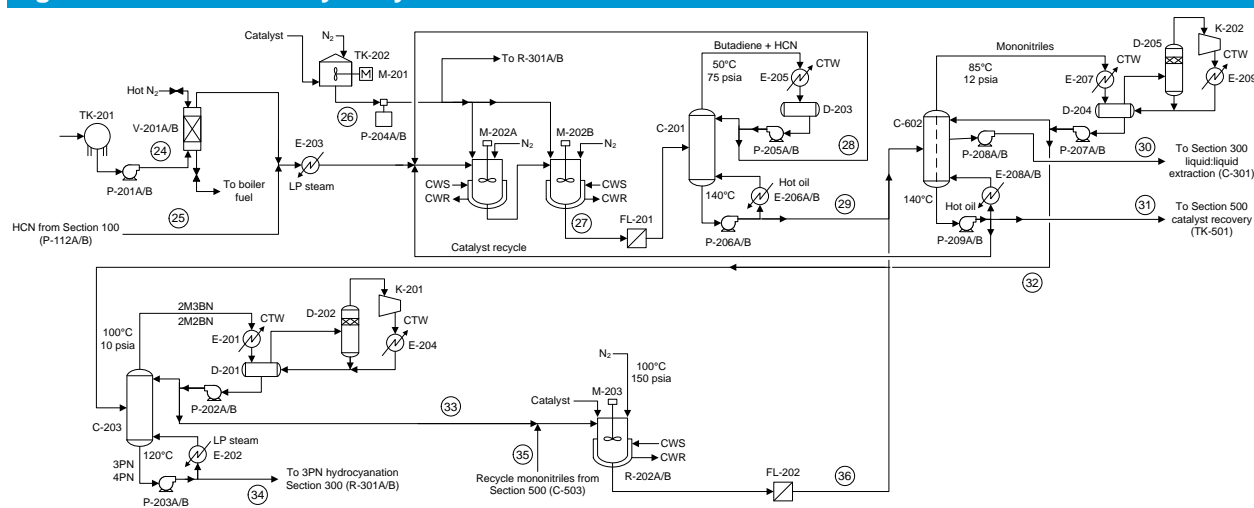 Catalyst
N2
TK-202
M
M-201
To R-301A/B
Hot N2
TK-201
V-201A/B
24
P-201A/B
To boiler
fuel
25
HCN from Section 100
(P-112A/B)
26
P-204A/B
E-203
LP steam
M-202A
N2
M-202B
N2
CWS
CWR
CWS
CWR
27
FL-201
Catalyst recycle
Butadiene + HCN
50°C
75 psia
CTW
E-205
D-203
C-201
P-205A/B
28
140°C
Hot oil
E-206A/B
P-206A/B
29
Mononitriles
85°C
12 psia
CTW
E-207
D-204
D-205
K-202
CTW
E-209
C-602
P-208A/B
P-207A/B
30
To Section 300
liquid:liquid
extraction (C-301)
E-208A/B
140°C
Hot oil
P-209A/B
31
To Section 500
catalyst recovery
(TK-501)
32
2M3BN
2M2BN
100°C
10 psia
CTW
E-201
D-201
D-202
K-201
CTW
E-204
P-202A/B
C-203
120°C
LP steam
E-202
3PN
4PN
P-203A/B
34
To 3PN hydrocyanation
Section 300 (R-301A/B)
33
N2
100°C
150 psia
M-203
Catalyst
35
Recycle mononitriles from
Section 500 (C-503)
CWS
CWR
R-202A/B
FL-202
36